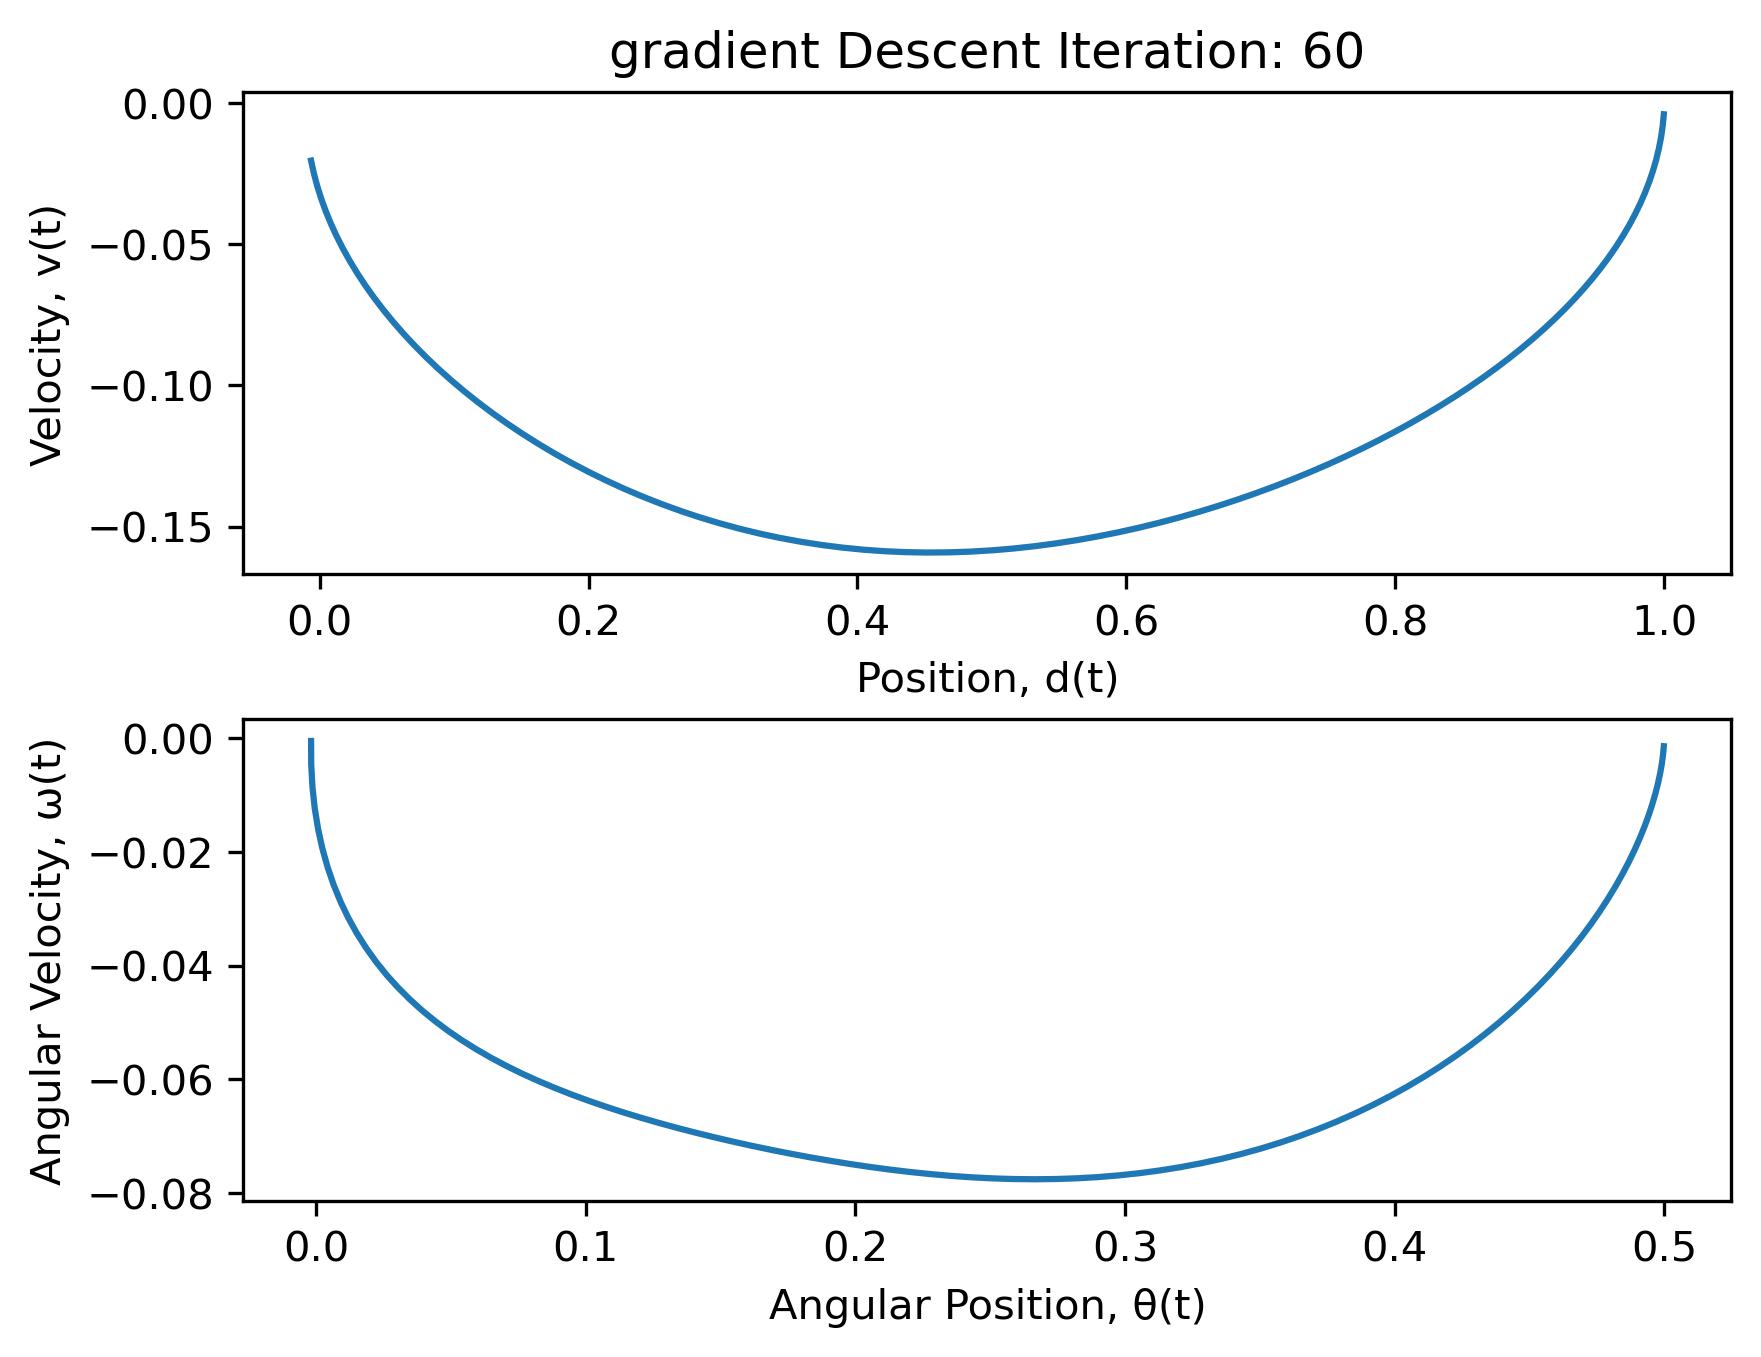 gradient Descent Iteration: 60
0.00
−0.05
−0.10
−0.15
Velocity, v(t)
0.0 0.2 0.4 0.6 0.8 1.0
Position, d(t)
0.00
−0.02
−0.04
−0.06
−0.08
Angular Velocity, ω(t)
0.0 0.1 0.2 0.3 0.4 0.5
Angular Position, θ(t)